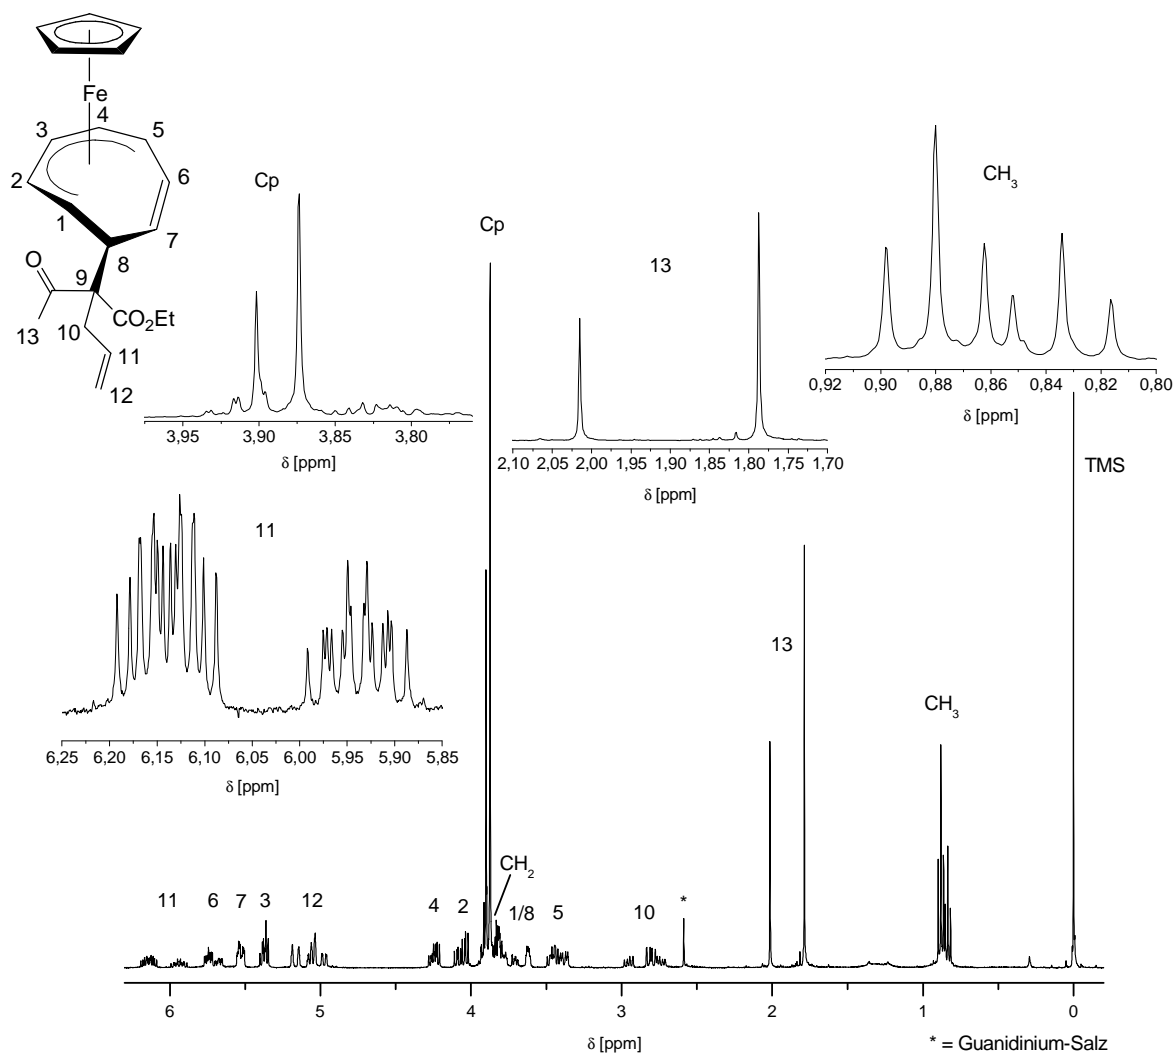 Fe
4
3
5
2
6
1
7
8
O
9
CO2Et
13
10
11
12
Cp
3,95 3,90 3,85 3,80
δ [ppm]
Cp
13
2,10 2,05 2,00 1,95 1,90 1,85 1,80 1,75 1,70
δ [ppm]
CH3
0,92 0,90 0,88 0,86 0,84 0,82 0,80
δ [ppm]
TMS
11
6,25 6,20 6,15 6,10 6,05 6,00 5,95 5,90 5,85
δ [ppm]
13
CH3
CH2
11 6 7 3 12 4 2 1/8 5 10 *
6 5 4 3 2 1 0
δ [ppm]
* = Guanidinium-Salz